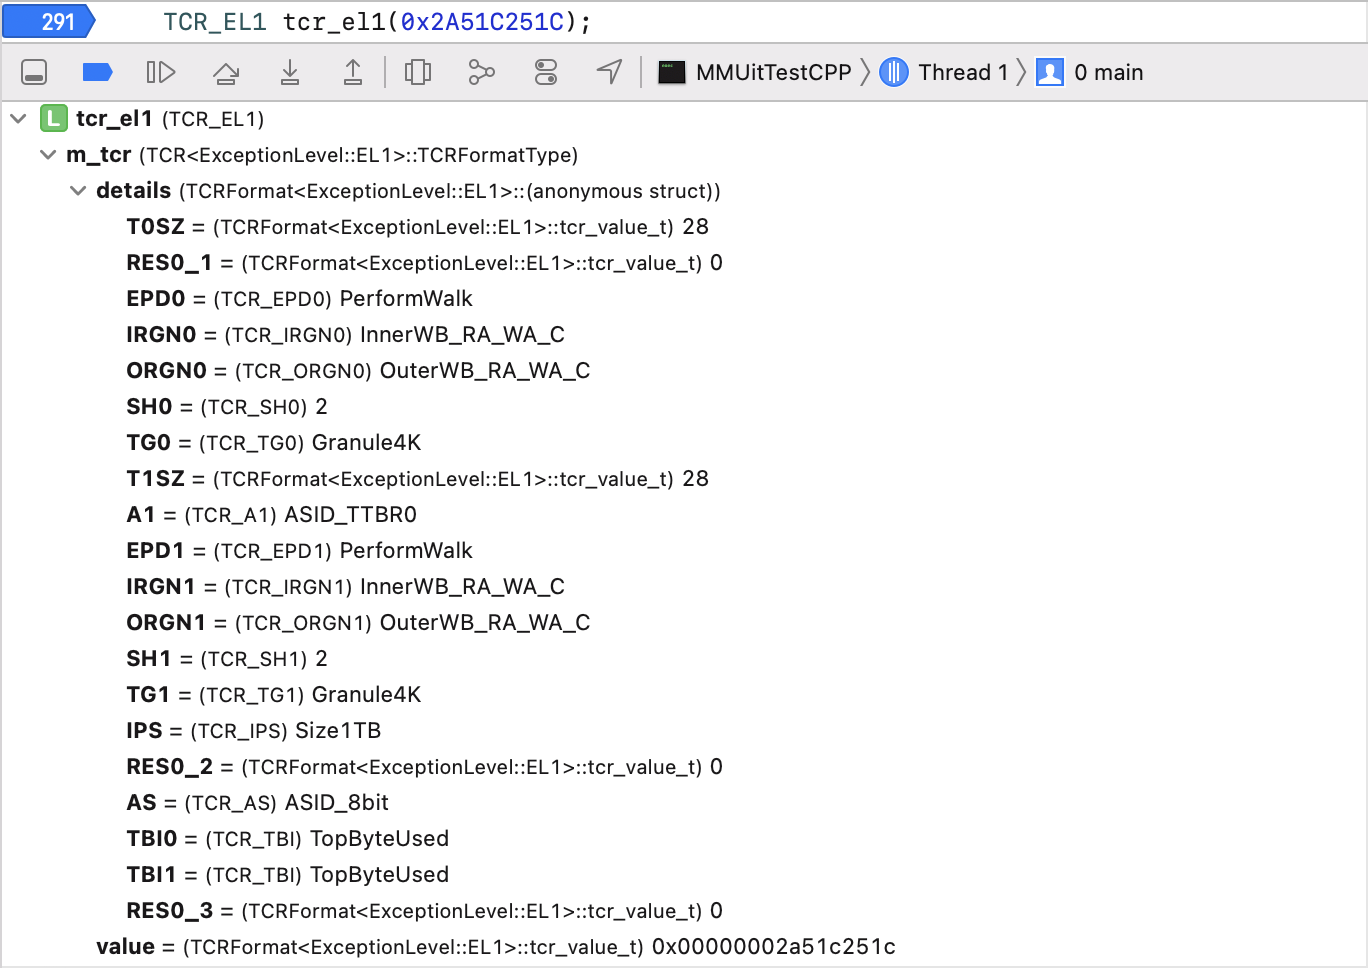 291 TCR_EL1 tcr_el1(0x2A51C251C);
MMUitTestCPP Thread 1 0 main
L tcr_el1 (TCR_EL1)
m_tcr (TCR<ExceptionLevel::EL1>::TCRFormatType)
details (TCRFormat<ExceptionLevel::EL1>::(anonymous struct))
T0SZ = (TCRFormat<ExceptionLevel::EL1>::tcr_value_t) 28
RES0_1 = (TCRFormat<ExceptionLevel::EL1>::tcr_value_t) 0
EPD0 = (TCR_EPD0) PerformWalk
IRGN0 = (TCR_IRGN0) InnerWB_RA_WA_C
ORGN0 = (TCR_ORGN0) OuterWB_RA_WA_C
SH0 = (TCR_SH0) 2
TG0 = (TCR_TG0) Granule4K
T1SZ = (TCRFormat<ExceptionLevel::EL1>::tcr_value_t) 28
A1 = (TCR_A1) ASID_TTBR0
EPD1 = (TCR_EPD1) PerformWalk
IRGN1 = (TCR_IRGN1) InnerWB_RA_WA_C
ORGN1 = (TCR_ORGN1) OuterWB_RA_WA_C
SH1 = (TCR_SH1) 2
TG1 = (TCR_TG1) Granule4K
IPS = (TCR_IPS) Size1TB
RES0_2 = (TCRFormat<ExceptionLevel::EL1>::tcr_value_t) 0
AS = (TCR_AS) ASID_8bit
TBI0 = (TCR_TBI) TopByteUsed
TBI1 = (TCR_TBI) TopByteUsed
RES0_3 = (TCRFormat<ExceptionLevel::EL1>::tcr_value_t) 0
value = (TCRFormat<ExceptionLevel::EL1>::tcr_value_t) 0x00000002a51c251c